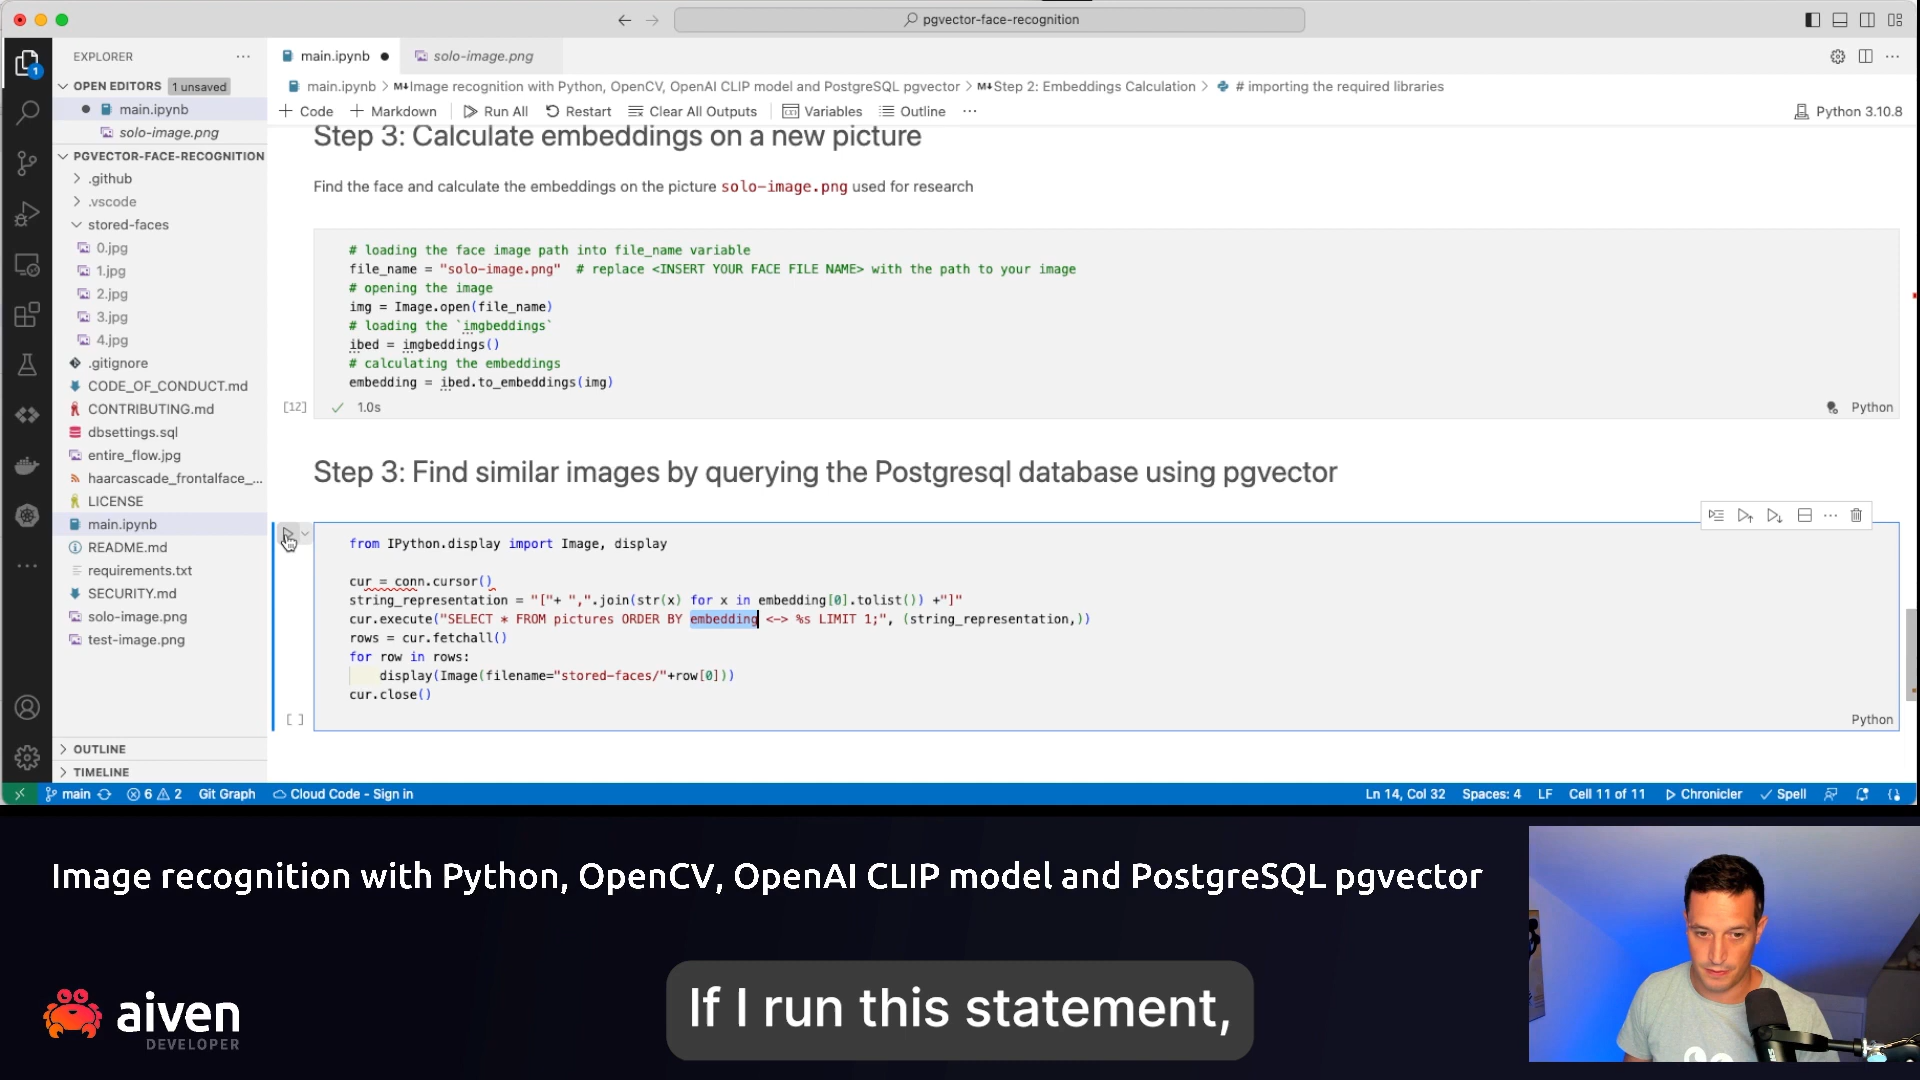 pgvector-face-recognition
EXPLORER
main.ipynb
solo-image.png
OPEN EDITORS 1 unsaved
main.ipynb > M↓Image recognition with Python, OpenCV, OpenAI CLIP model and PostgreSQL pgvector > M↓Step 2: Embeddings Calculation > # importing the required libraries
main.ipynb
solo-image.png
+ Code + Markdown Run All Restart Clear All Outputs Variables Outline ...
Python 3.10.8
PGVECTOR-FACE-RECOGNITION
.github
.vscode
stored-faces
0.jpg
1.jpg
2.jpg
3.jpg
4.jpg
.gitignore
CODE_OF_CONDUCT.md
CONTRIBUTING.md
dbsettings.sql
entire_flow.jpg
haarcascade_frontalface_...
LICENSE
main.ipynb
README.md
requirements.txt
SECURITY.md
solo-image.png
test-image.png
OUTLINE
TIMELINE
Step 3: Calculate embeddings on a new picture
Find the face and calculate the embeddings on the picture solo-image.png used for research
# loading the face image path into file_name variable
file_name = "solo-image.png" # replace <INSERT YOUR FACE FILE NAME> with the path to your image
# opening the image
img = Image.open(file_name)
# loading the `imgbeddings`
ibed = imgbeddings()
# calculating the embeddings
embedding = ibed.to_embeddings(img)
[12] ✓ 1.0s
Python
Step 3: Find similar images by querying the Postgresql database using pgvector
from IPython.display import Image, display
cur = conn.cursor()
string_representation = "["+ ",".join(str(x) for x in embedding[0].tolist()) +"]"
cur.execute("SELECT * FROM pictures ORDER BY embedding <-> %s LIMIT 1;", (string_representation,))
rows = cur.fetchall()
for row in rows:
display(Image(filename="stored-faces/"+row[0]))
cur.close()
[ ]
Python
main 6 2 Git Graph Cloud Code - Sign in
Ln 14, Col 32 Spaces: 4 LF Cell 11 of 11 Chronicler Spell
1
Image recognition with Python, OpenCV, OpenAI CLIP model and PostgreSQL pgvector
aiven
DEVELOPER
If I run this statement,